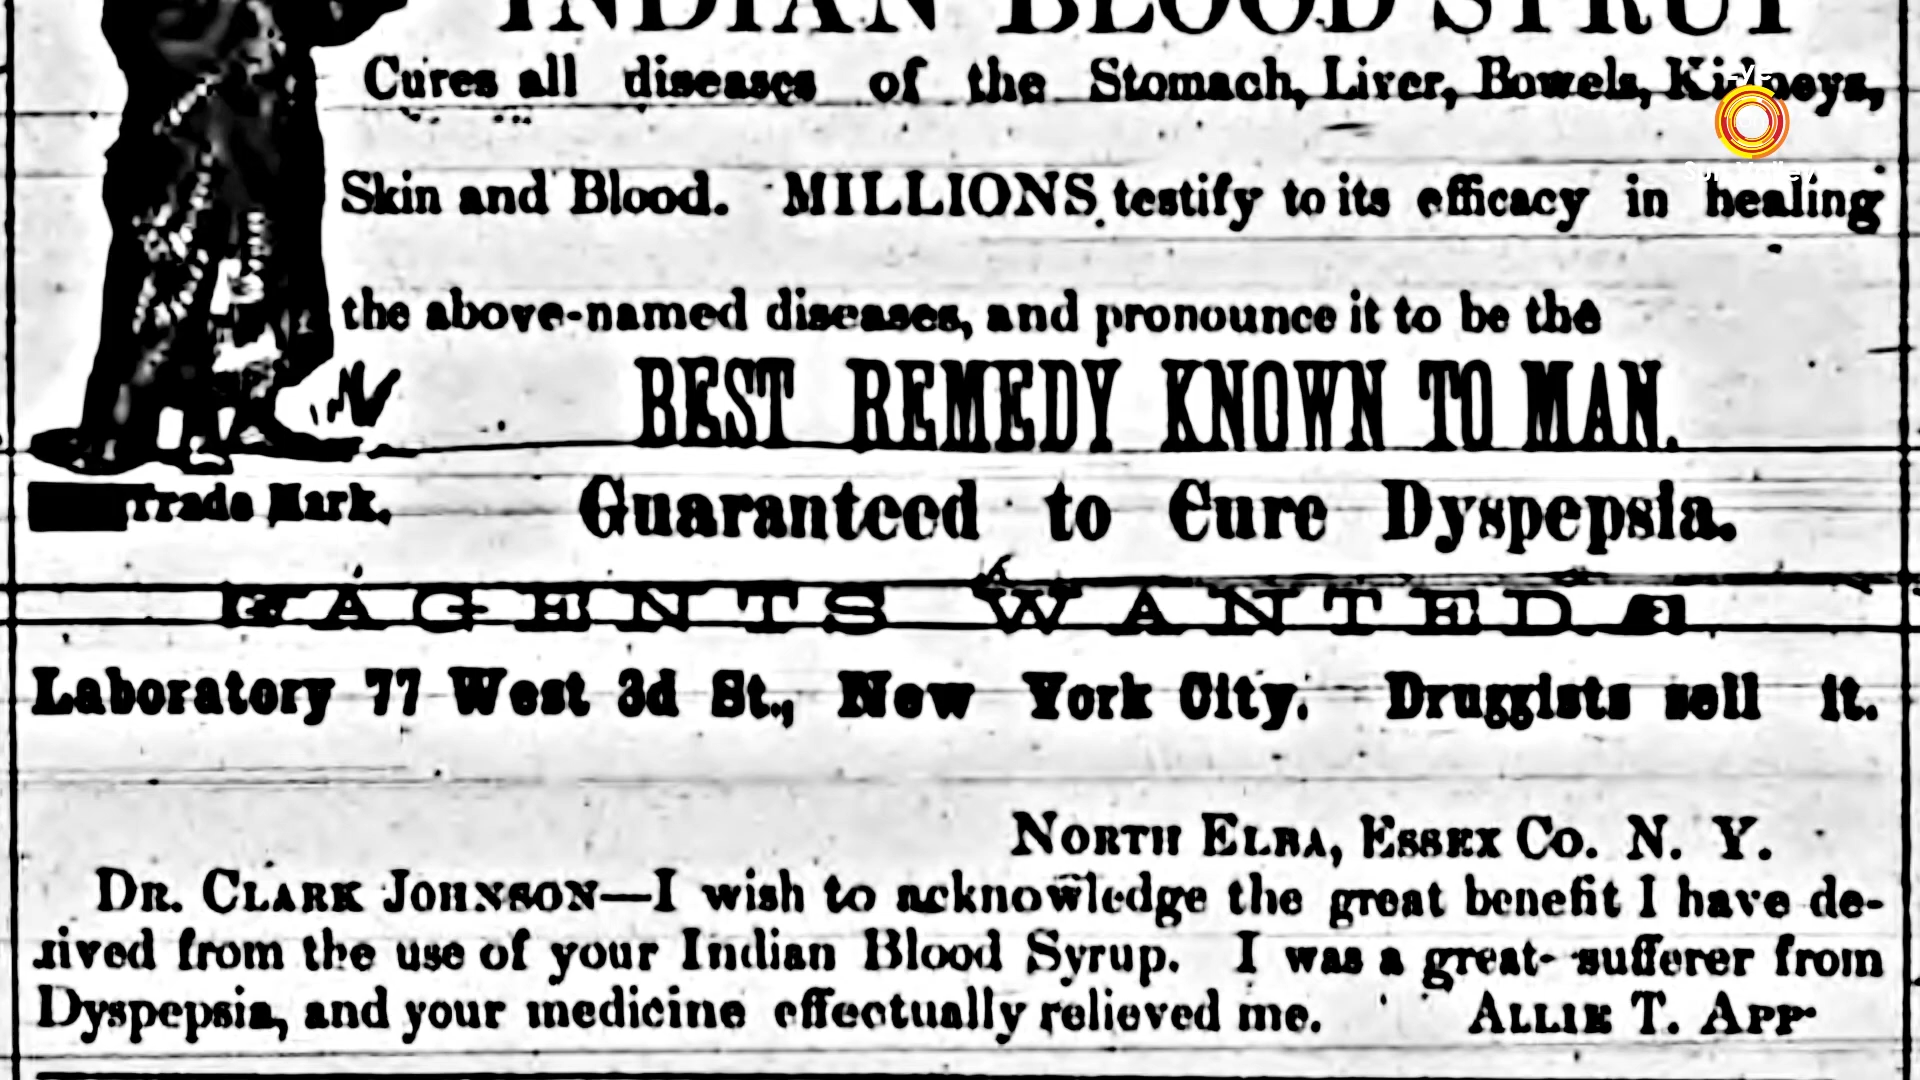 INDIAN BLOOD SYRUP
Cures all diseases of the Stomach, Liver, Bowels, Kidneys,
Skin and Blood. MILLIONS testify to its efficacy in healing
the above-named diseases, and pronounce it to be the
BEST REMEDY KNOWN TO MAN.
Trade Mark.
Guaranteed to Cure Dyspepsia.
AGENTS WANTED
Laboratory 77 West 3d St., New York City. Druggists sell it.
NORTH ELBA, ESSEX CO. N. Y.
DR. CLARK JOHNSON—I wish to acknowledge the great benefit I have de-
rived from the use of your Indian Blood Syrup. I was a great sufferer from
Dyspepsia, and your medicine effectually relieved me. ALLIE T. APP